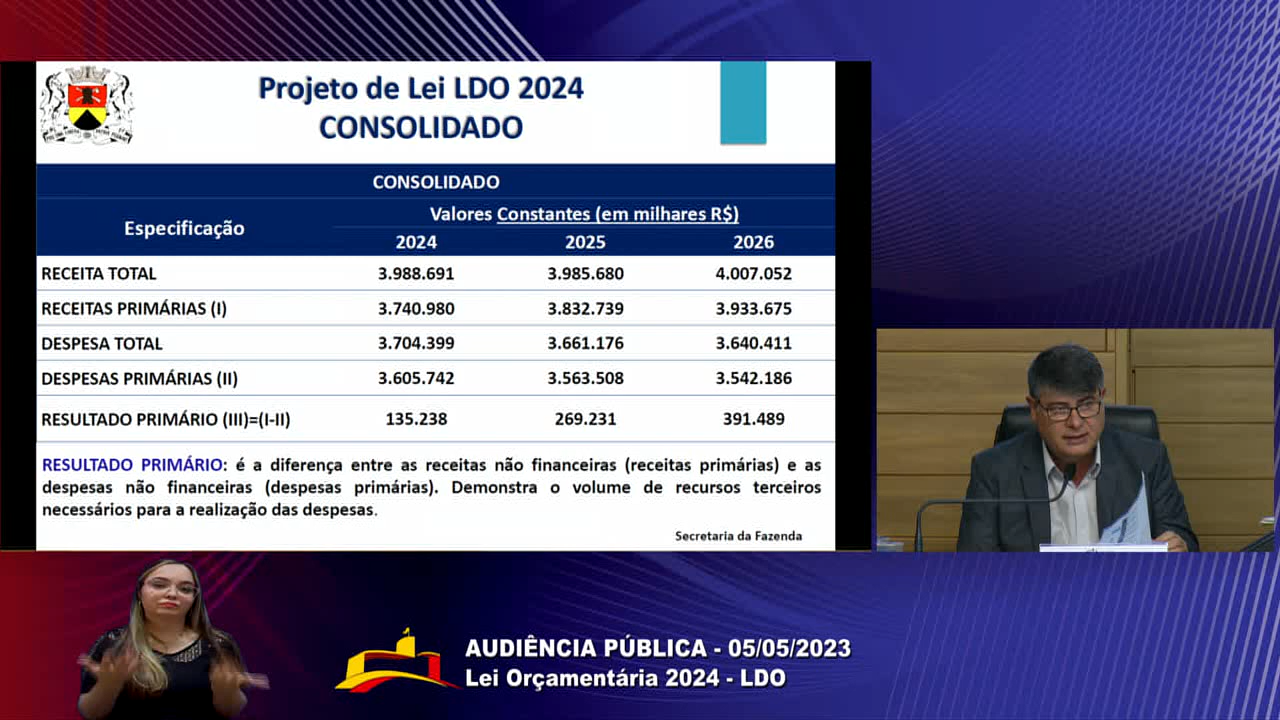 Projeto de Lei LDO 2024
CONSOLIDADO
CONSOLIDADO
Especificação
Valores Constantes (em milhares R$)
2024 2025 2026
RECEITA TOTAL 3.988.691 3.985.680 4.007.052
RECEITAS PRIMÁRIAS (I) 3.740.980 3.832.739 3.933.675
DESPESA TOTAL 3.704.399 3.661.176 3.640.411
DESPESAS PRIMÁRIAS (II) 3.605.742 3.563.508 3.542.186
RESULTADO PRIMÁRIO (III)=(I-II) 135.238 269.231 391.489
RESULTADO PRIMÁRIO: é a diferença entre as receitas não financeiras (receitas primárias) e as
despesas não financeiras (despesas primárias). Demonstra o volume de recursos terceiros
necessários para a realização das despesas.
Secretaria da Fazenda
AUDIÊNCIA PÚBLICA - 05/05/2023
Lei Orçamentária 2024 - LDO